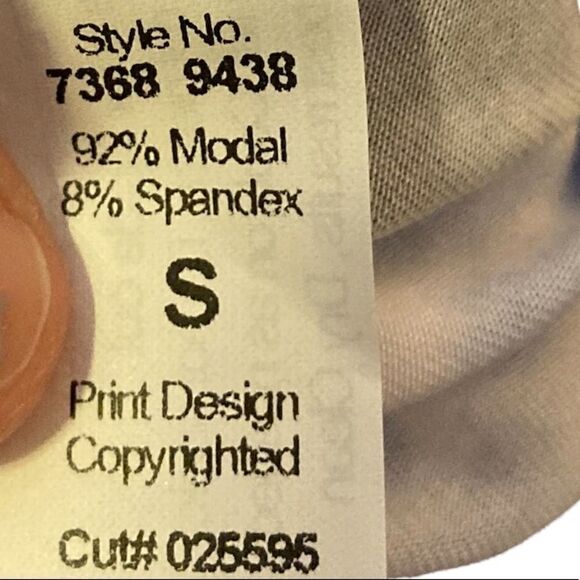 Style No.
7368 9438
92% Modal
8% Spandex
S
Print Design
Copyrighted
Cut# 025595